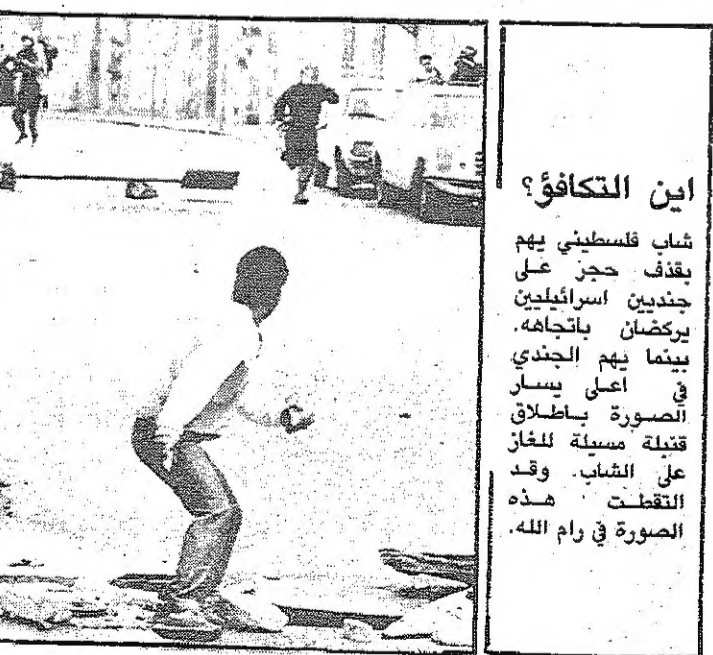 اين التكافؤ؟
شاب فلسطيني يهم
بقذف حجر على
جنديين اسرائيليين
يركضان باتجاهه.
بينما يهم الجندي
في اعلى يسار
الصورة باطلاق
قنبلة مسيلة للغاز
على الشاب. وقد
التقطت هذه
الصورة في رام الله.